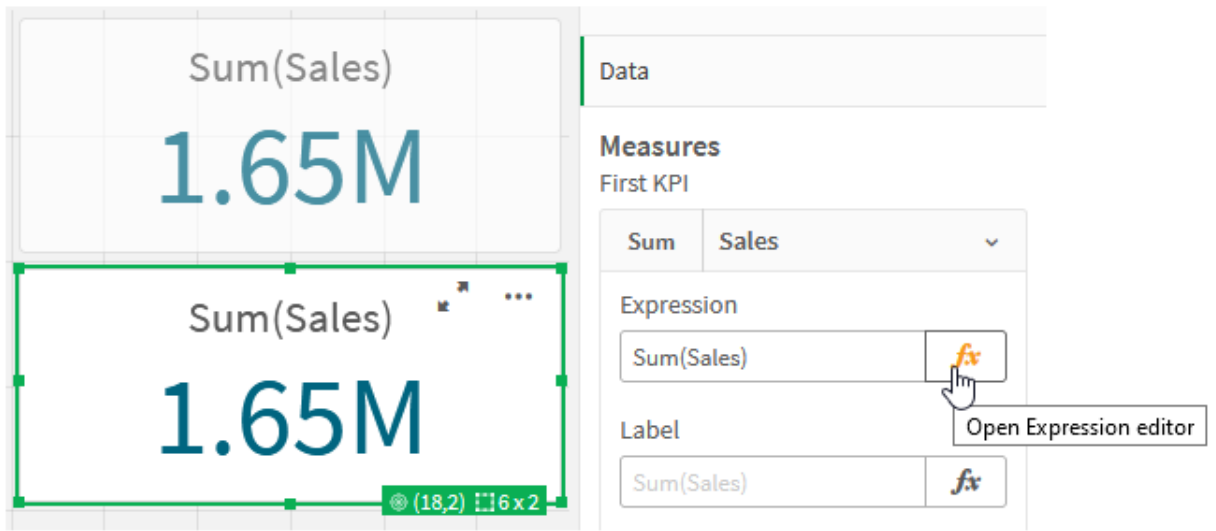 Sum(Sales)
1.65M
Sum(Sales)
1.65M
(18,2) 6 x 2
Data
Measures
First KPI
Sum Sales
Expression
Sum(Sales) fx
Open Expression editor
Label
Sum(Sales) fx